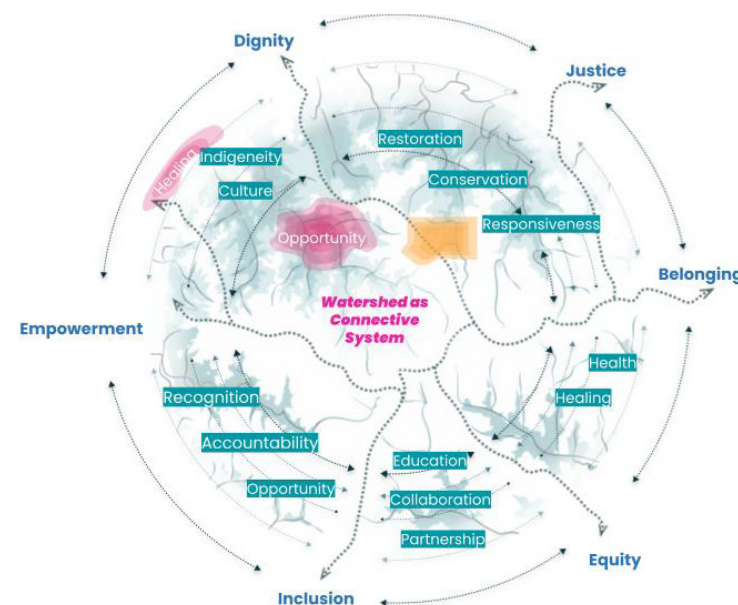 Dignity
Justice
Restoration
Healing
Indigeneity
Conservation
Culture
Responsiveness
Opportunity
Belonging
Watershed as
Connective
System
Empowerment
Health
Recognition
Healing
Accountability
Education
Opportunity
Collaboration
Partnership
Equity
Inclusion